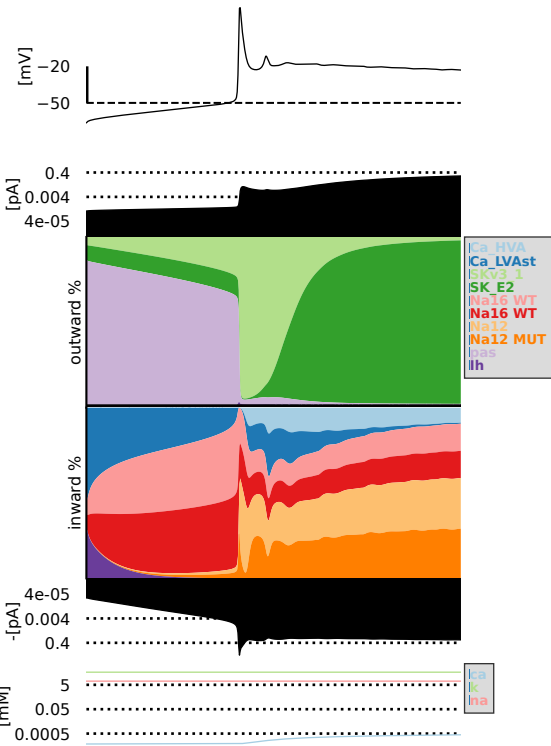 [mV]
−20
−50
[pA]
0.4
0.004
4e-05
outward %
Ca_HVA
Ca_LVAst
SKv3_1
SK_E2
Na16 WT
Na16 WT
Na12
Na12 MUT
pas
Ih
inward %
-[pA]
4e-05
0.004
0.4
[mM]
5
0.05
0.0005
ca
k
na